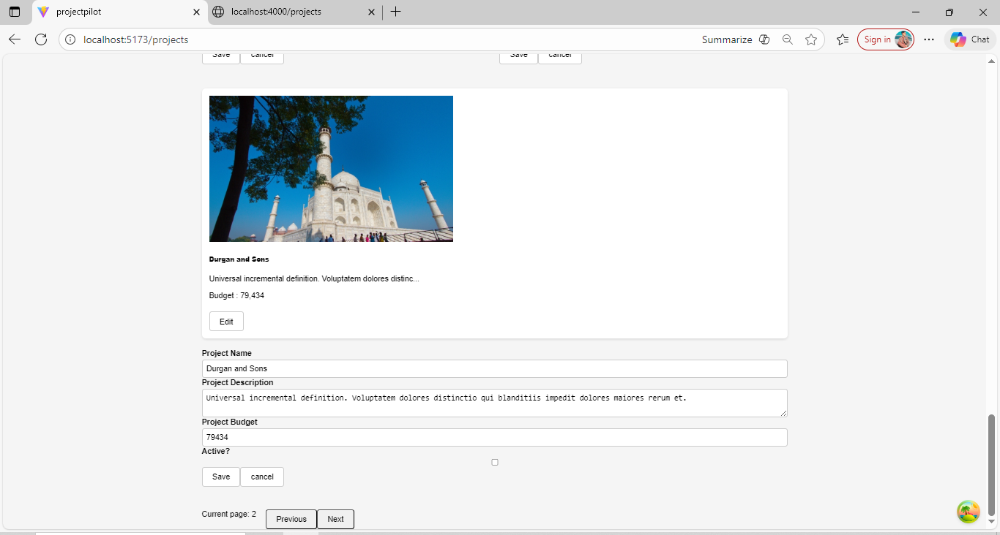 projectpilot
localhost:4000/projects
localhost:5173/projects
Summarize
Sign in
Chat
Save cancel
Save cancel
Durgan and Sons
Universal incremental definition. Voluptatem dolores distinc...
Budget : 79,434
Edit
Project Name
Durgan and Sons
Project Description
Universal incremental definition. Voluptatem dolores distinctio qui blanditiis impedit dolores maiores rerum et.
Project Budget
79434
Active?
Save cancel
Current page: 2 Previous Next